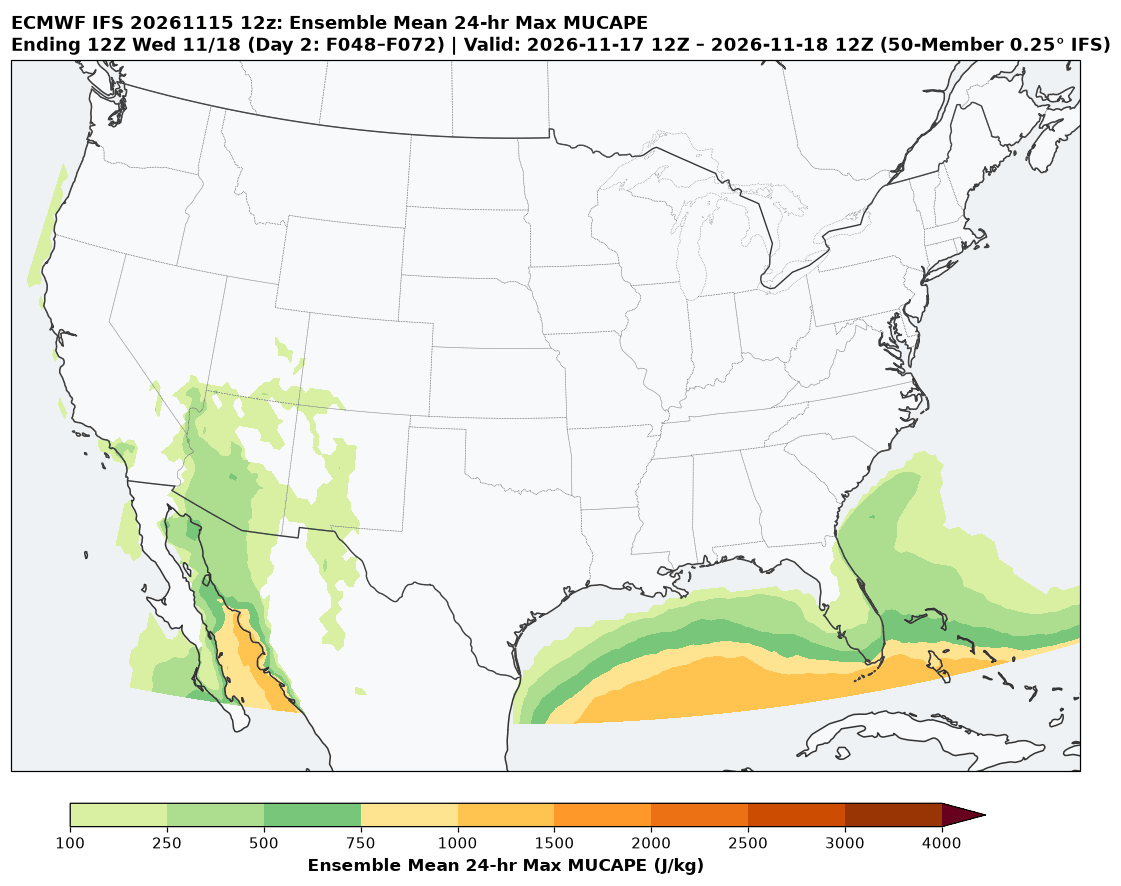 ECMWF IFS 20261115 12z: Ensemble Mean 24-hr Max MUCAPE
Ending 12Z Wed 11/18 (Day 2: F048–F072) | Valid: 2026-11-17 12Z – 2026-11-18 12Z (50-Member 0.25° IFS)
100 250 500 750 1000 1500 2000 2500 3000 4000
Ensemble Mean 24-hr Max MUCAPE (J/kg)